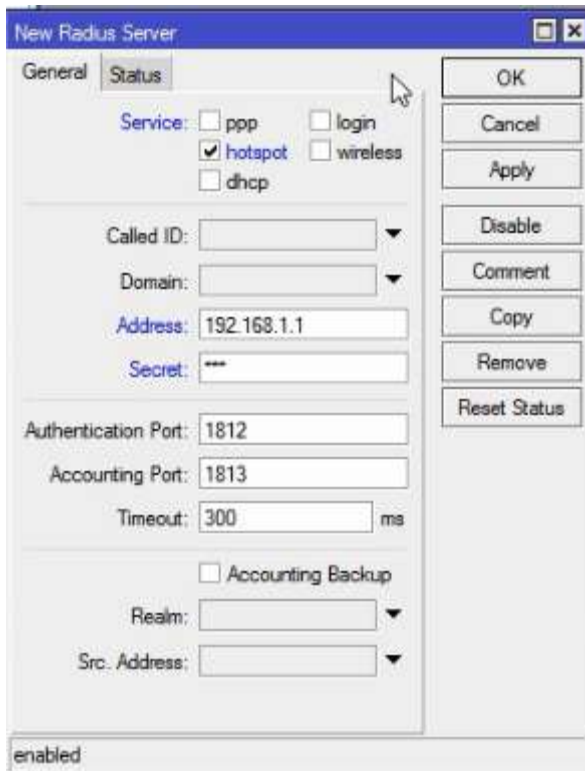 New Radius Server
General Status
Service: ppp login
hotspot wireless
dhcp
Called ID:
Domain:
Address: 192.168.1.1
Secret: ***
Authentication Port: 1812
Accounting Port: 1813
Timeout: 300 ms
Accounting Backup
Realm:
Src. Address:
OK
Cancel
Apply
Disable
Comment
Copy
Remove
Reset Status
enabled